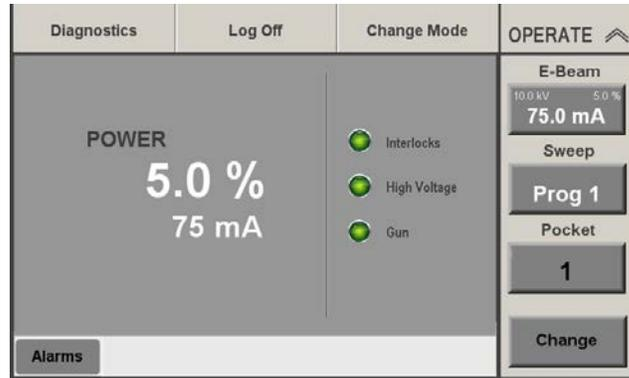 Diagnostics
Log Off
Change Mode
OPERATE
POWER
5.0 %
75 mA
Interlocks
High Voltage
Gun
E-Beam
10.0 kV 5.0 %
75.0 mA
Sweep
Prog 1
Pocket
1
Change
Alarms